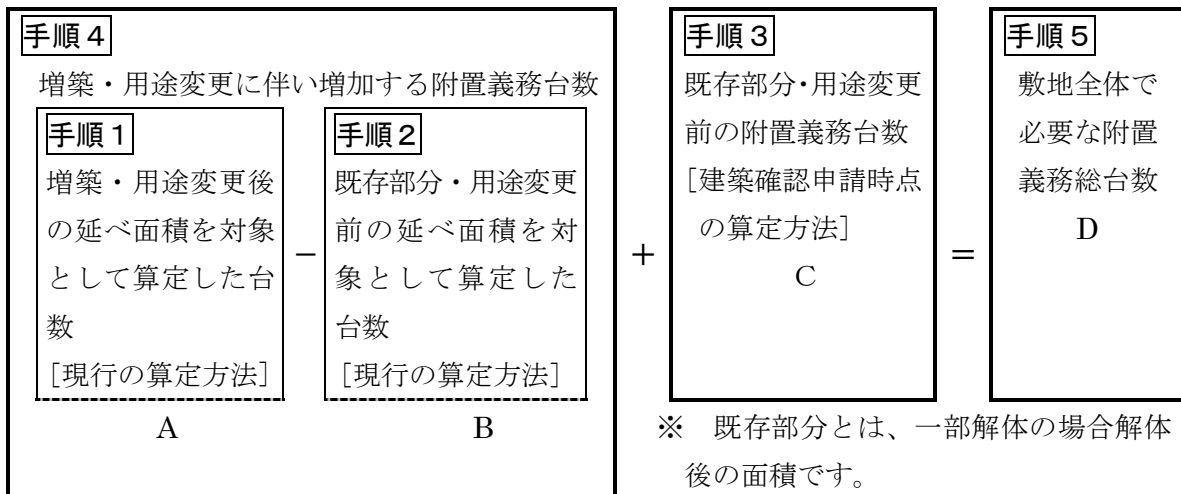 手順４
増築・用途変更に伴い増加する附置義務台数
手順１
増築・用途変更後
の延べ面積を対象
として算定した台
数
[現行の算定方法]
A
－
手順２
既存部分・用途変更
前の延べ面積を対
象として算定した
台数
[現行の算定方法]
B
＋
手順３
既存部分・用途変更
前の附置義務台数
[建築確認申請時点
の算定方法]
C
＝
手順５
敷地全体で
必要な附置
義務総台数
D
※　既存部分とは、一部解体の場合解体
後の面積です。